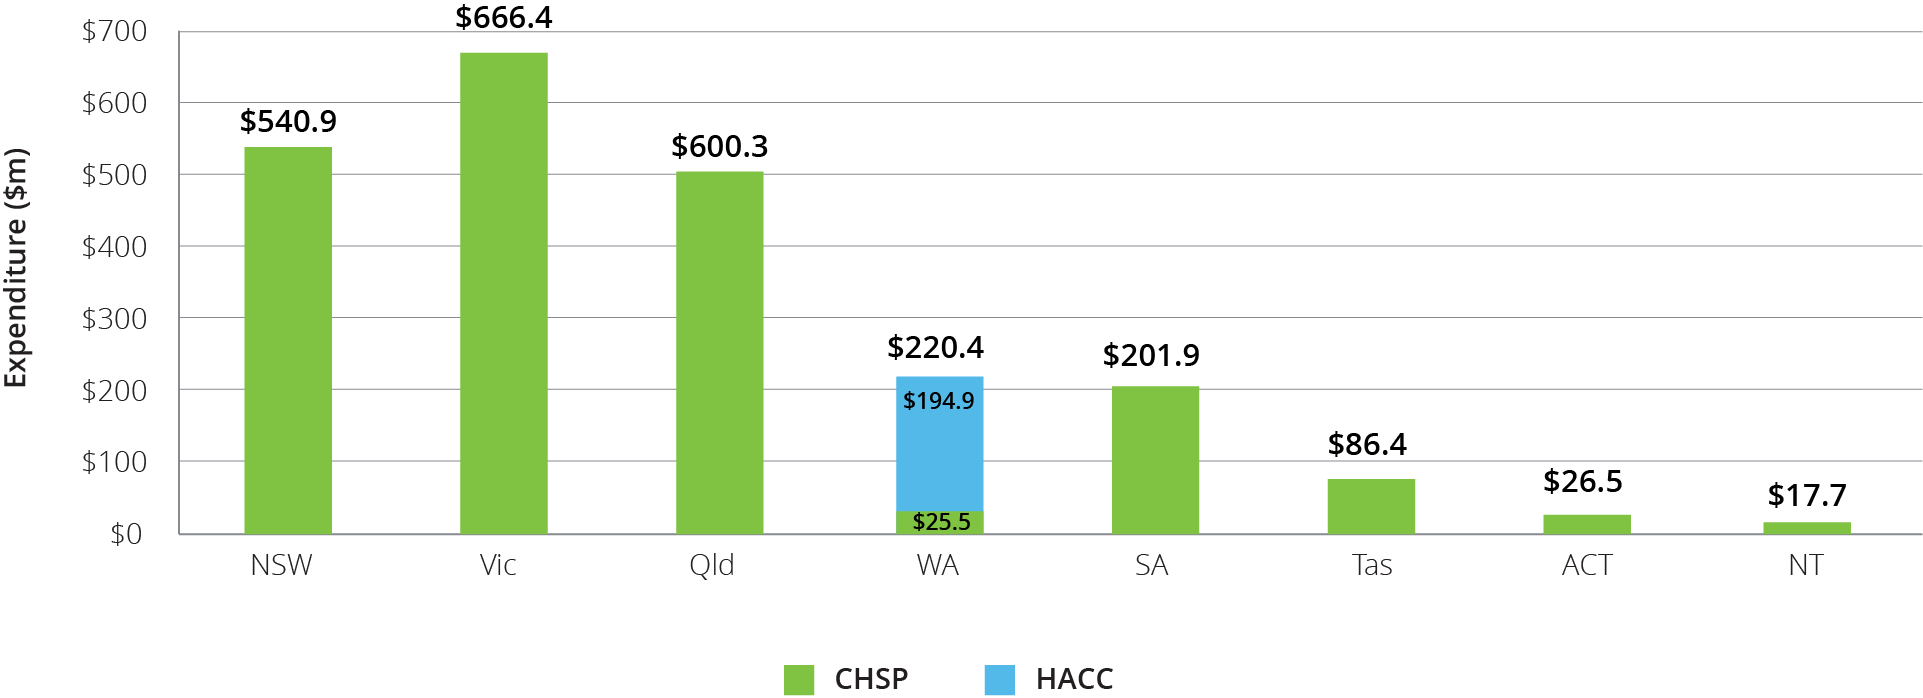 $700
$600
$500
$400
$300
$200
$100
$0
Expenditure ($m)
$540.9
$666.4
$600.3
$220.4
$194.9
$25.5
$201.9
$86.4
$26.5
$17.7
NSW
Vic
Qld
WA
SA
Tas
ACT
NT
CHSP
HACC